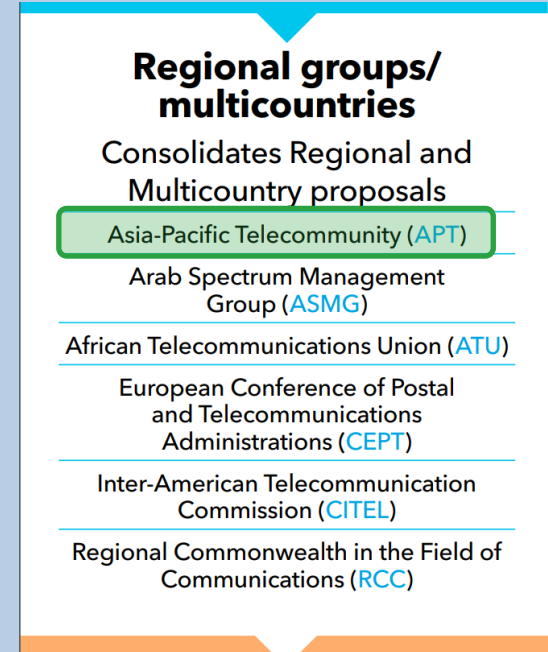 Regional groups/
multicountries
Consolidates Regional and
Multicountry proposals
Asia-Pacific Telecommunity (APT)
Arab Spectrum Management
Group (ASMG)
African Telecommunications Union (ATU)
European Conference of Postal
and Telecommunications
Administrations (CEPT)
Inter-American Telecommunication
Commission (CITEL)
Regional Commonwealth in the Field of
Communications (RCC)